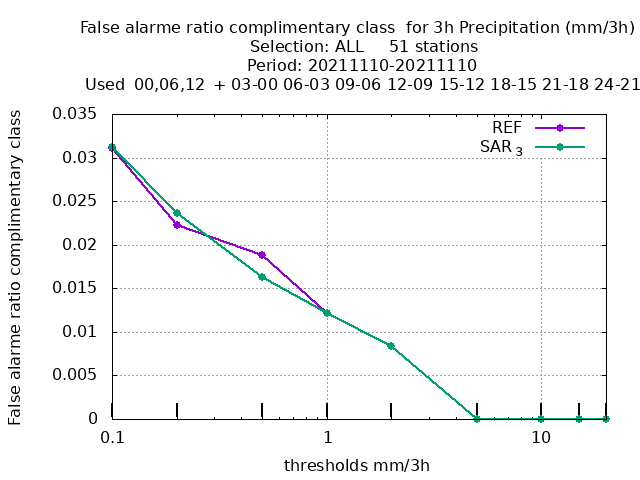 False alarme ratio complimentary class  for 3h Precipitation (mm/3h)
Selection: ALL     51 stations
Period: 20211110-20211110
Used  00,06,12  + 03-00 06-03 09-06 12-09 15-12 18-15 21-18 24-21
False alarme ratio complimentary class
0.035
0.03
0.025
0.02
0.015
0.01
0.005
0
REF
SAR 3
0.1
1
10
thresholds mm/3h